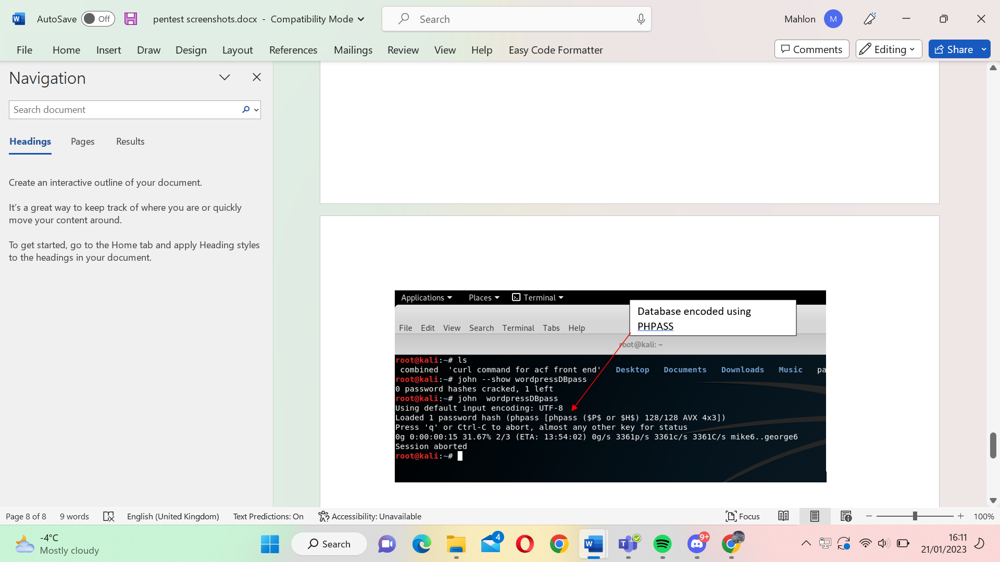 AutoSave Off pentest screenshots.docx - Compatibility Mode Search Mahlon M
File Home Insert Draw Design Layout References Mailings Review View Help Easy Code Formatter Comments Editing Share
Navigation
Search document
Headings Pages Results
Create an interactive outline of your document.
It's a great way to keep track of where you are or quickly
move your content around.
To get started, go to the Home tab and apply Heading styles
to the headings in your document.
Applications Places Terminal
Database encoded using
PHPASS
File Edit View Search Terminal Tabs Help
root@kali: ~
root@kali:~# ls
combined 'curl command for acf front end' Desktop Documents Downloads Music pa
root@kali:~# john --show wordpressDBpass
0 password hashes cracked, 1 left
root@kali:~# john  wordpressDBpass
Using default input encoding: UTF-8
Loaded 1 password hash (phpass [phpass ($P$ or $H$) 128/128 AVX 4x3])
Press 'q' or Ctrl-C to abort, almost any other key for status
0g 0:00:00:15 31.67% 2/3 (ETA: 13:54:02) 0g/s 3361p/s 3361c/s 3361C/s mike6..george6
Session aborted
root@kali:~#
Page 8 of 8 9 words English (United Kingdom) Text Predictions: On Accessibility: Unavailable Focus 100%
-4°C
Mostly cloudy
Search
4
9+
16:11
21/01/2023